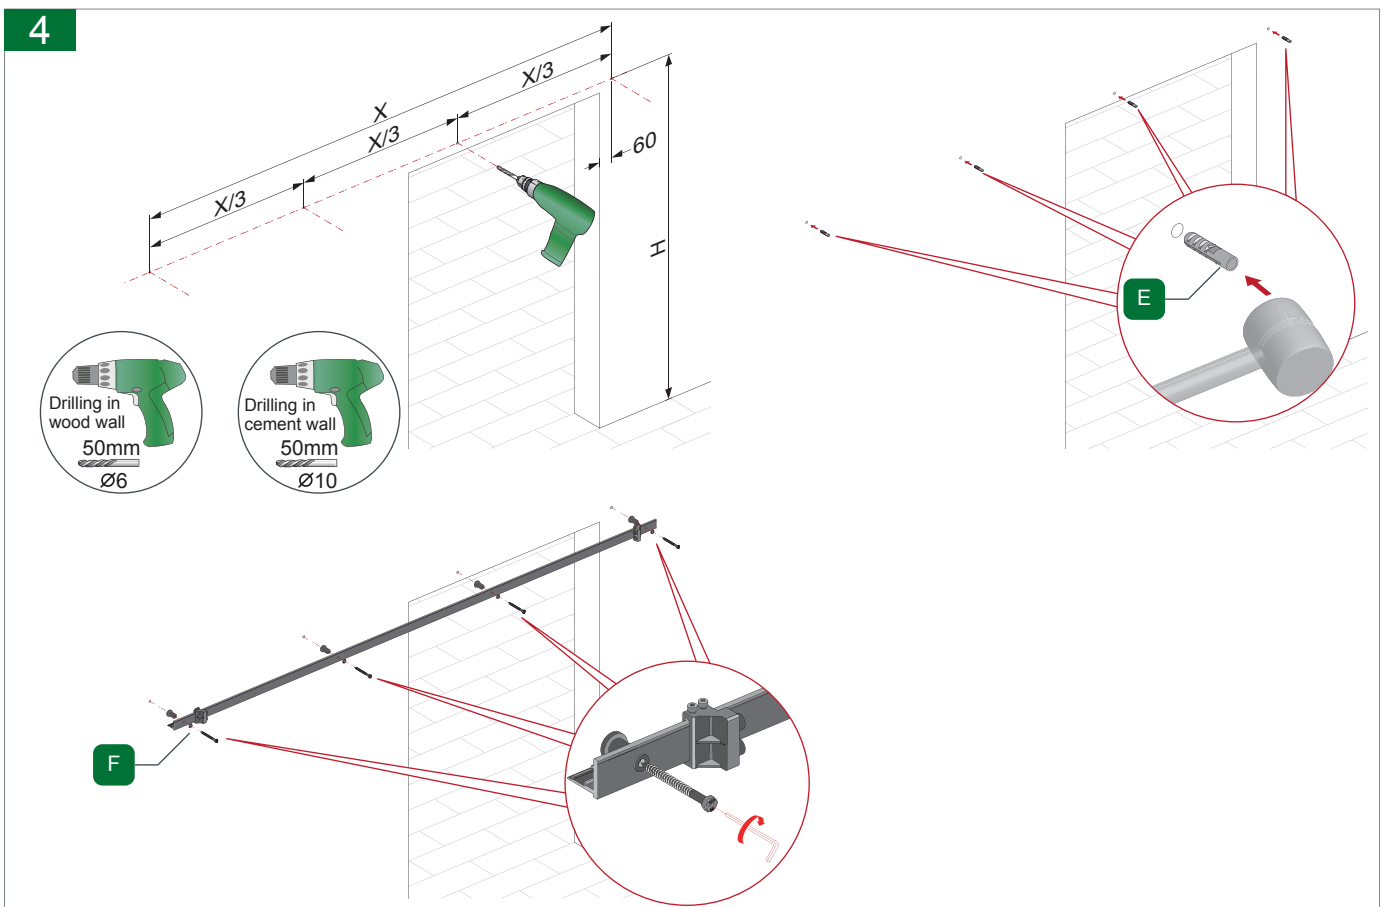 4
X
X/3
X/3
X/3
60
H
Drilling in
wood wall
50mm
Ø6
Drilling in
cement wall
50mm
Ø10
E
F